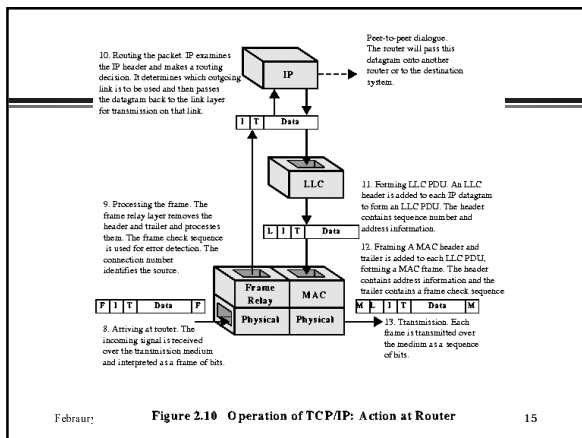 10. Routing the packet. IP examines
the IP header and makes a routing
decision. It determines which outgoing
link is to be used and then passes
the datagram back to the link layer
for transmission on that link.
IP
Peer-to-peer dialogue.
The router will pass this
datagram onto another
router or to the destination
system.
I T Data
LLC
11. Forming LLC PDU. An LLC
header is added to each IP datagram
to form an LLC PDU. The header
contains sequence number and
address information.
9. Processing the frame. The
frame relay layer removes the
header and trailer and processes
them. The frame check sequence
is used for error detection. The
connection number
identifies the source.
L I T Data
12. Framing A MAC header and
trailer is added to each LLC PDU,
forming a MAC frame. The header
contains address information and the
trailer contains a frame check sequence
Frame
Relay
MAC
F I T Data F
Physical
Physical
M L I T Data M
8. Arriving at router. The
incoming signal is received
over the transmission medium
and interpreted as a frame of bits.
13. Transmission. Each
frame is transmitted over
the medium as a sequence
of bits.
Figure 2.10 Operation of TCP/IP: Action at Router
15